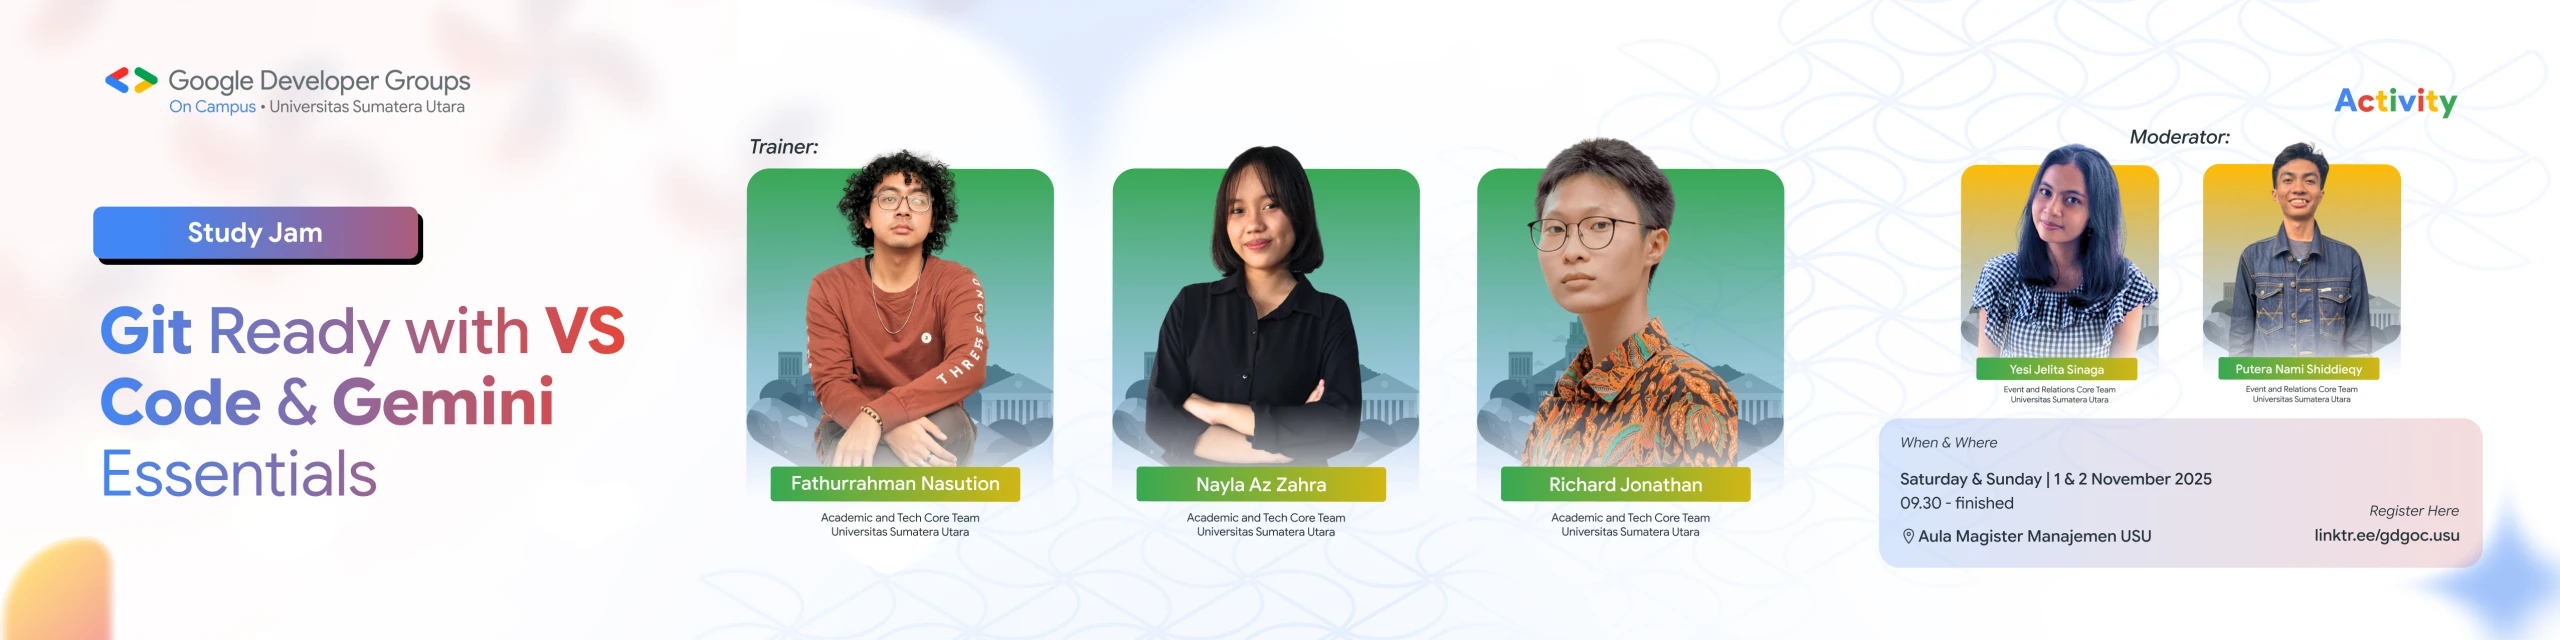 Google Developer Groups
On Campus • Universitas Sumatera Utara
Study Jam
Git Ready with VS
Code & Gemini
Essentials
Trainer:
THREESECOND
Fathurrahman Nasution
Academic and Tech Core Team
Universitas Sumatera Utara
Nayla Az Zahra
Academic and Tech Core Team
Universitas Sumatera Utara
Richard Jonathan
Academic and Tech Core Team
Universitas Sumatera Utara
Activity
Moderator:
Yesi Jelita Sinaga
Event and Relations Core Team
Universitas Sumatera Utara
Putera Nami Shiddieqy
Event and Relations Core Team
Universitas Sumatera Utara
When & Where
Saturday & Sunday | 1 & 2 November 2025
09.30 - finished
Aula Magister Manajemen USU
Register Here
linktr.ee/gdgoc.usu